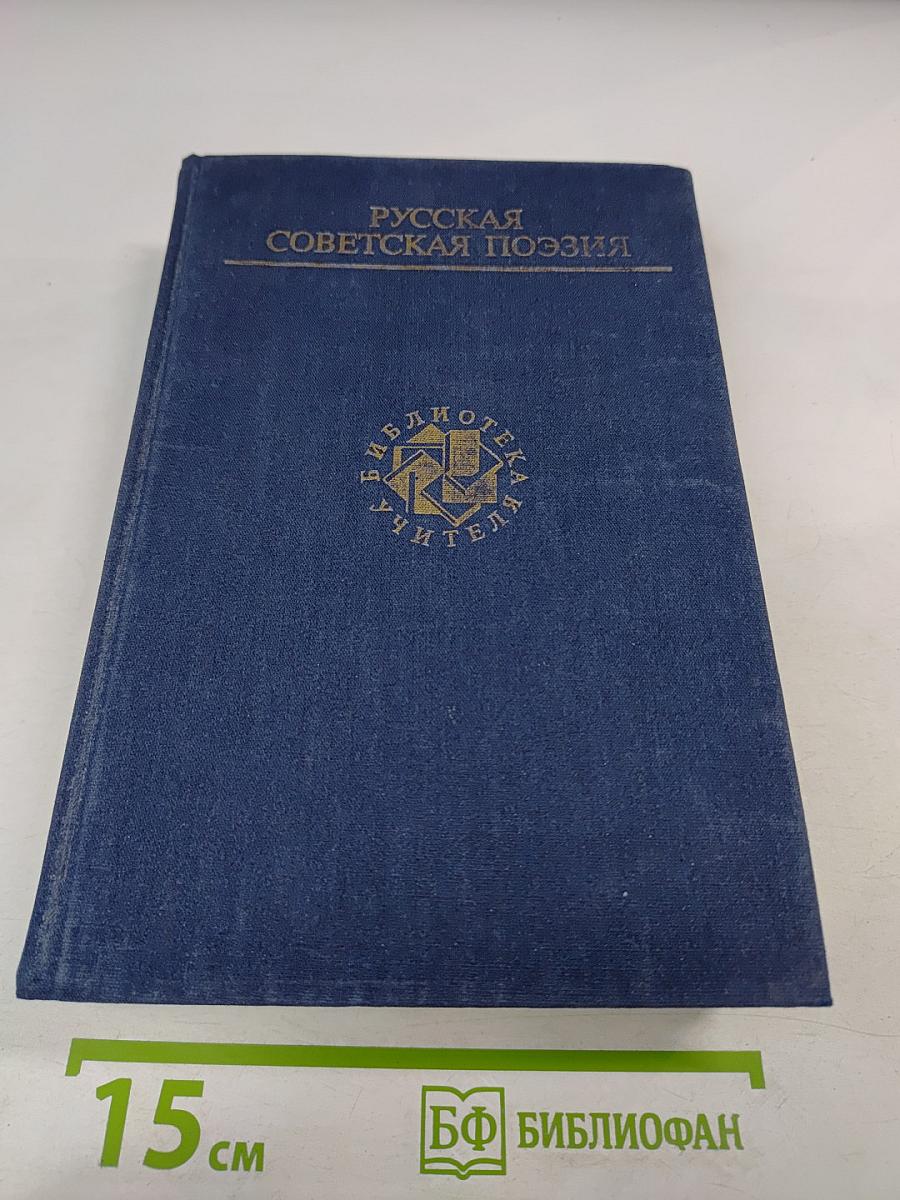 РУССКАЯ
СОВЕТСКАЯ ПОЭЗИЯ
БИБЛИОТЕКА
УЧИТЕЛЯ
15 см
БФ БИБЛИОФАН